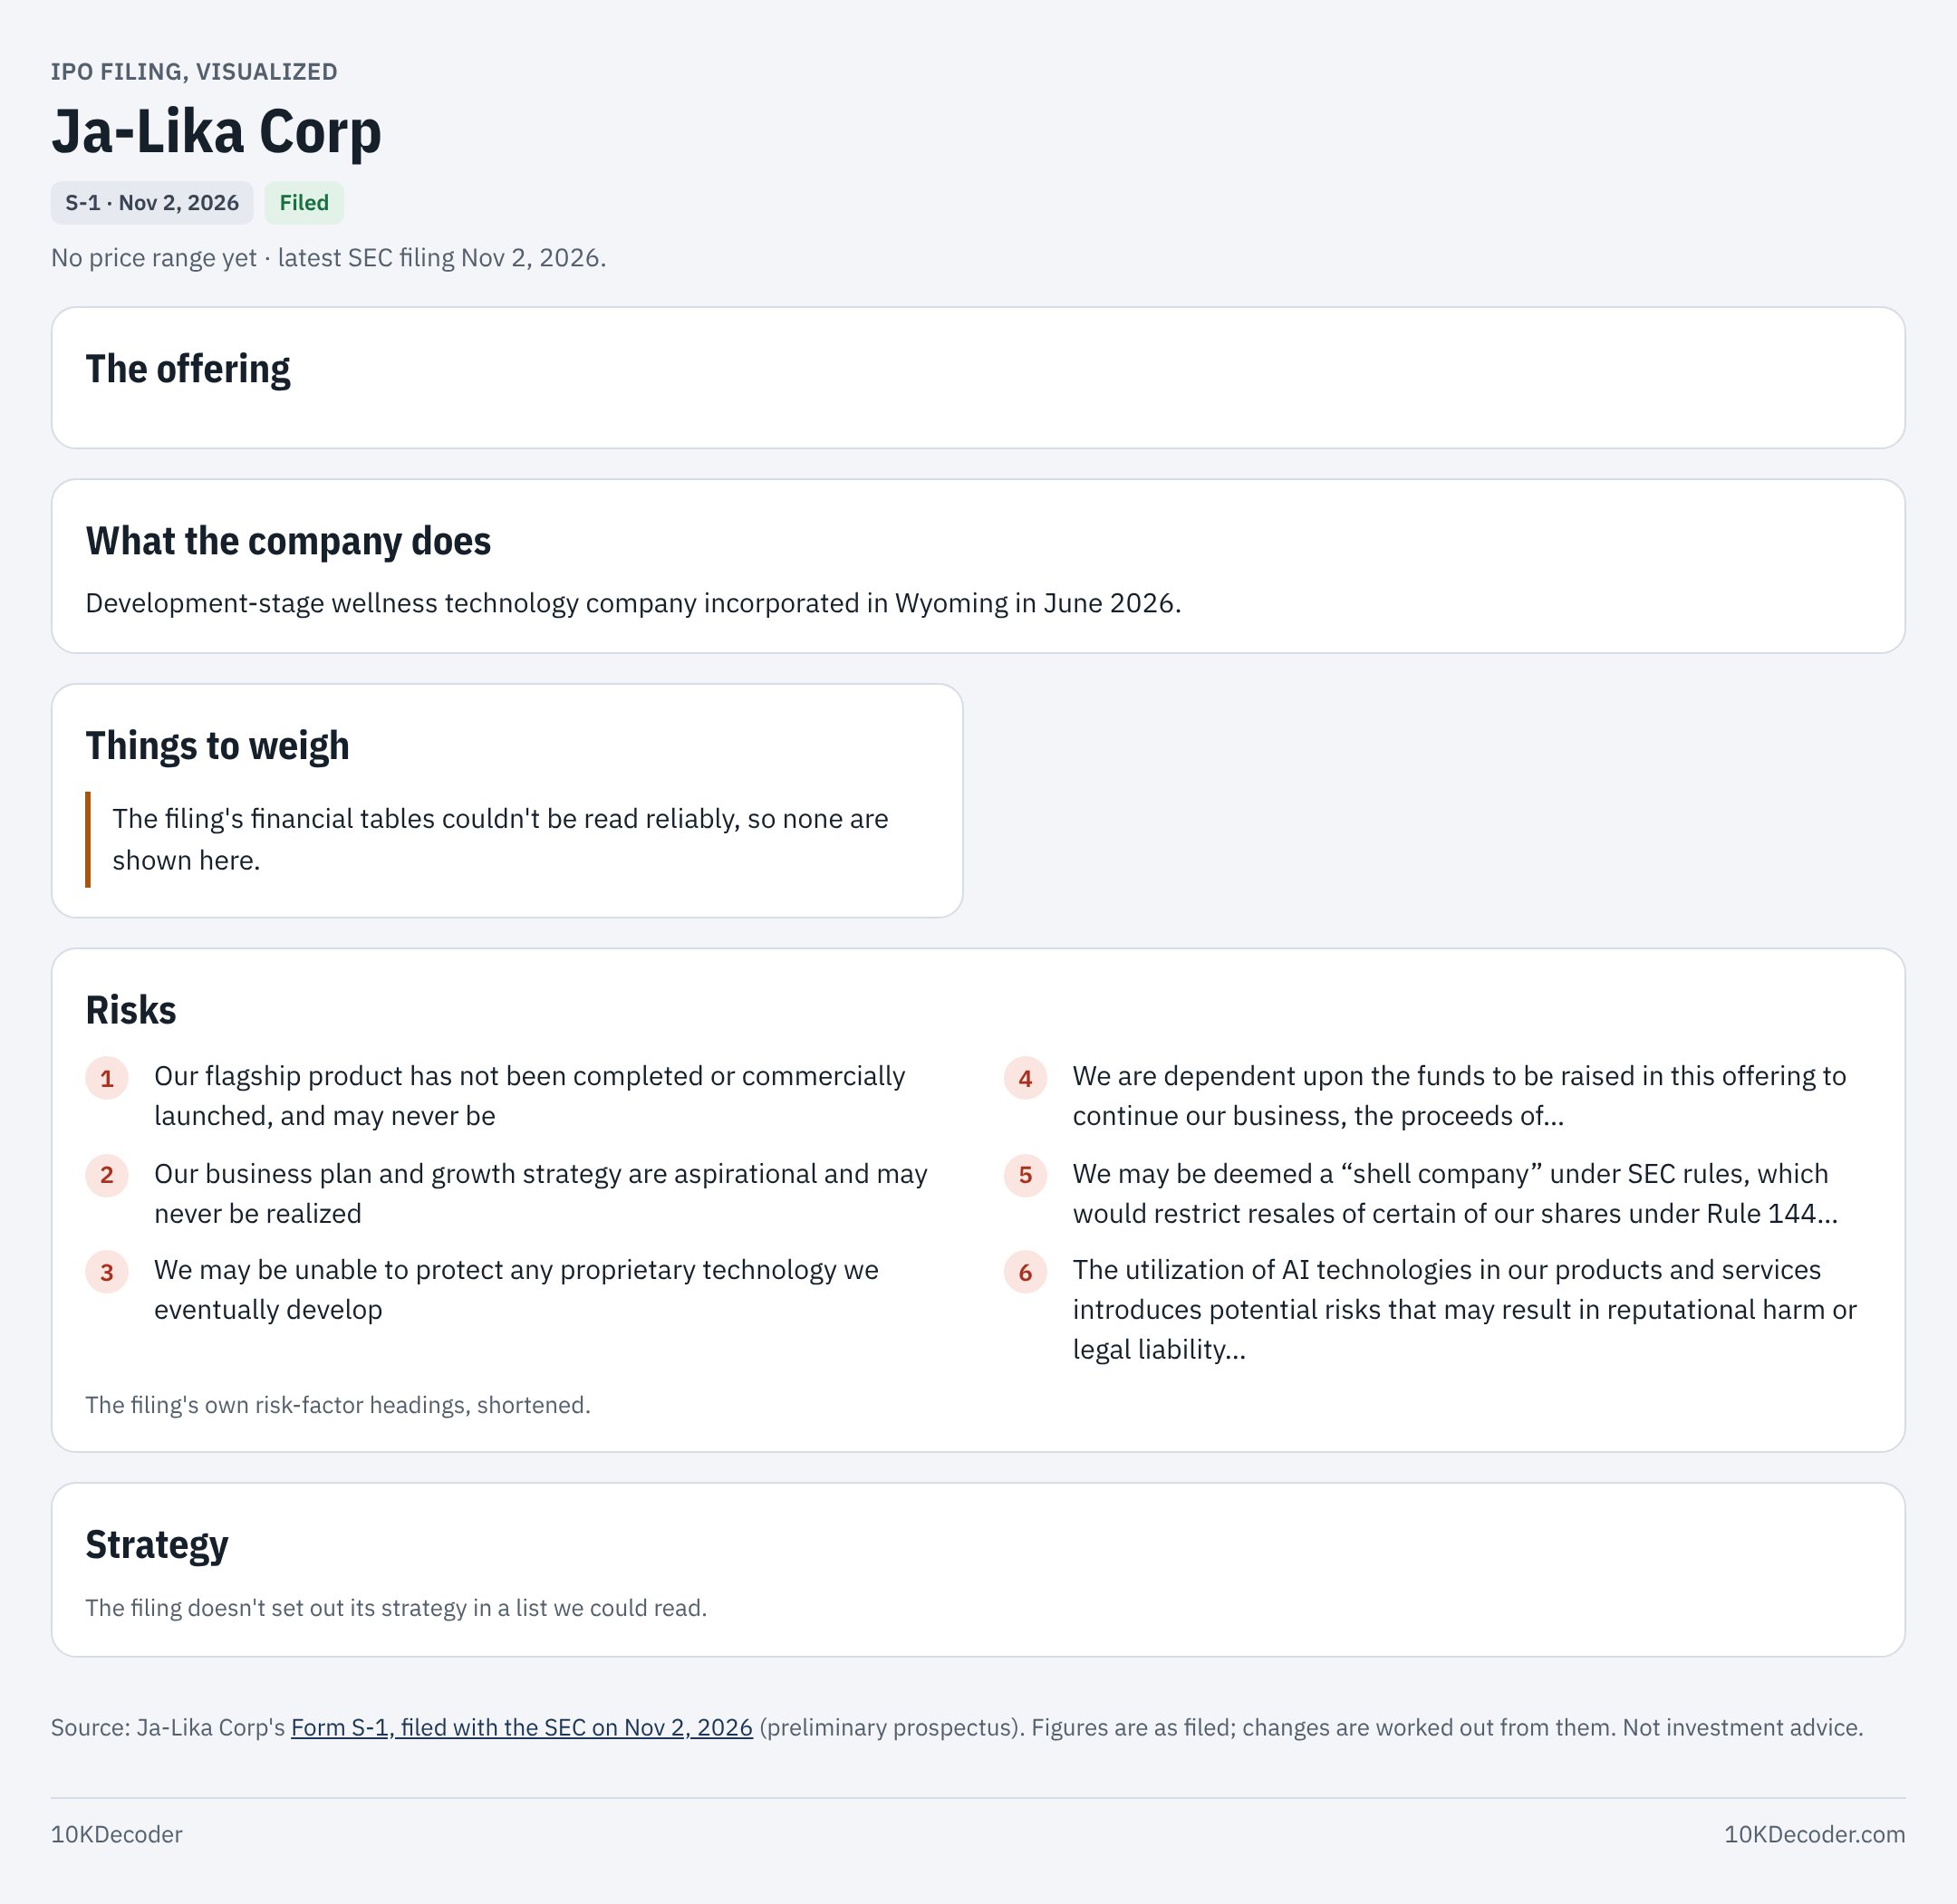 IPO FILING, VISUALIZED
Ja-Lika Corp
S-1 · Nov 2, 2026 Filed
No price range yet · latest SEC filing Nov 2, 2026.
The offering
What the company does
Development-stage wellness technology company incorporated in Wyoming in June 2026.
Things to weigh
The filing's financial tables couldn't be read reliably, so none are
shown here.
Risks
1 Our flagship product has not been completed or commercially
launched, and may never be
2 Our business plan and growth strategy are aspirational and may
never be realized
3 We may be unable to protect any proprietary technology we
eventually develop
4 We are dependent upon the funds to be raised in this offering to
continue our business, the proceeds of...
5 We may be deemed a “shell company” under SEC rules, which
would restrict resales of certain of our shares under Rule 144...
6 The utilization of AI technologies in our products and services
introduces potential risks that may result in reputational harm or
legal liability...
The filing's own risk-factor headings, shortened.
Strategy
The filing doesn't set out its strategy in a list we could read.
Source: Ja-Lika Corp's Form S-1, filed with the SEC on Nov 2, 2026 (preliminary prospectus). Figures are as filed; changes are worked out from them. Not investment advice.
10KDecoder
10KDecoder.com